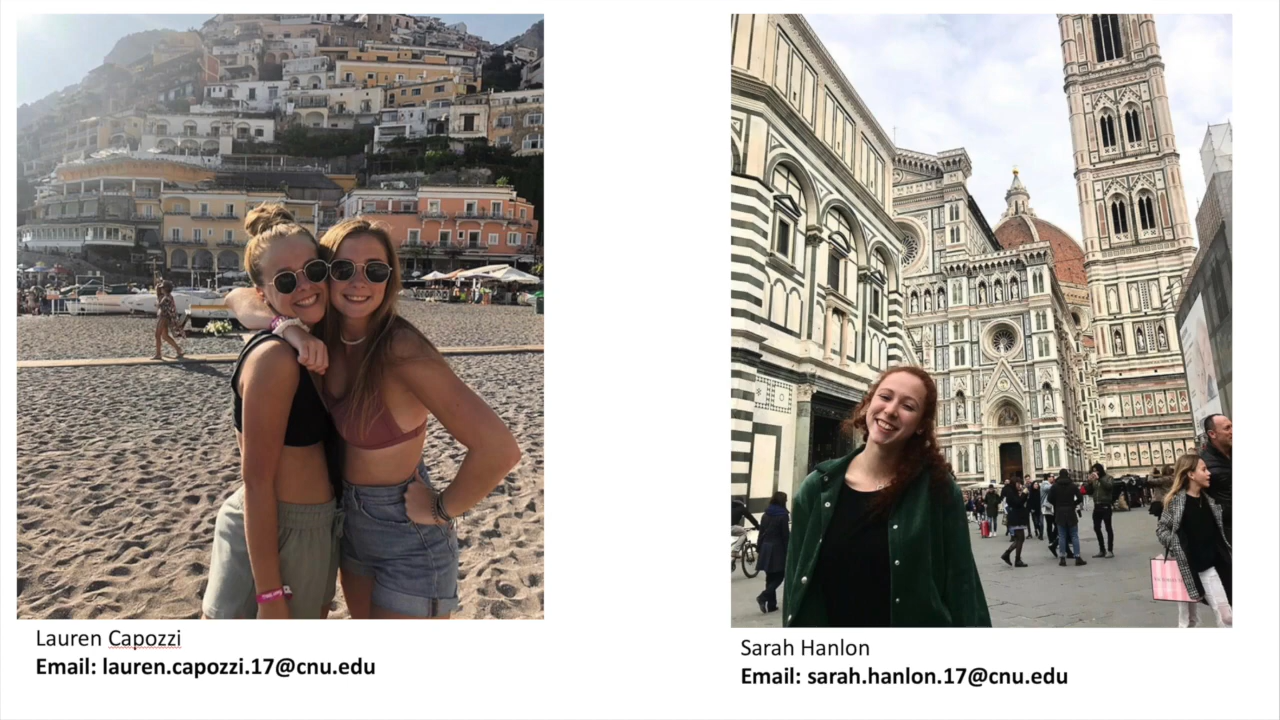 Lauren Capozzi
Email: lauren.capozzi.17@cnu.edu
Sarah Hanlon
Email: sarah.hanlon.17@cnu.edu